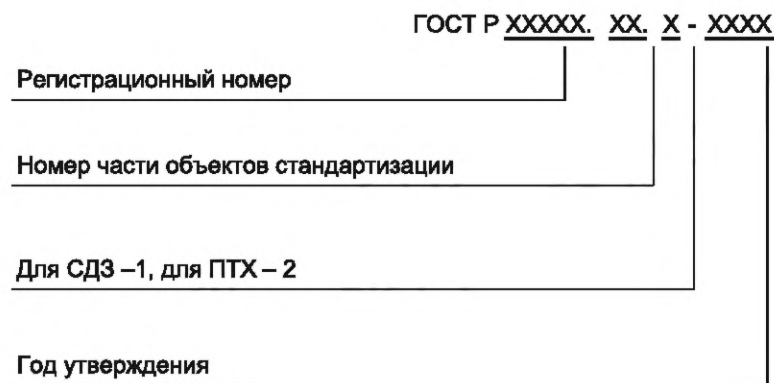 ГОСТ Р XXXXX. XX. X - XXXX
Регистрационный номер
Номер части объектов стандартизации
Для СДЗ –1, для ПТХ – 2
Год утверждения